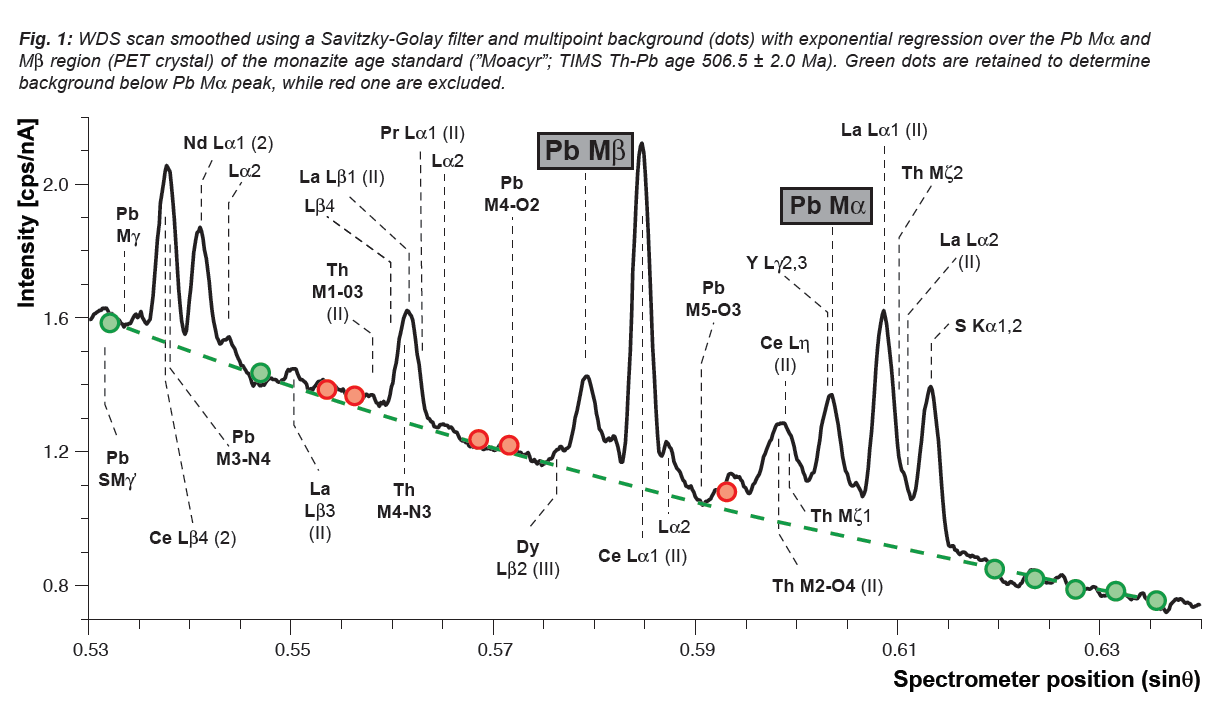 Fig. 1: WDS scan smoothed using a Savitzky-Golay filter and multipoint background (dots) with exponential regression over the Pb Mα and
Mβ region (PET crystal) of the monazite age standard ("Moacyr"; TIMS Th-Pb age 506.5 ± 2.0 Ma). Green dots are retained to determine
background below Pb Mα peak, while red one are excluded.
Intensity [cps/nA]
2.0
1.6
1.2
0.8
Pb
Mγ
Nd Lα1 (2)
Lα2
La Lβ1 (II)
Lβ4
Th
M1-03
(II)
Pr Lα1 (II)
Lα2
Pb
M4-O2
Pb Mβ
Pb
M5-O3
Y Lγ2,3
Pb Mα
Ce Lη
(II)
La Lα1 (II)
Th Mζ2
La Lα2
(II)
S Kα1,2
Pb
SMγ'
Pb
M3-N4
Ce Lβ4 (2)
La
Lβ3
(II)
Th
M4-N3
Dy
Lβ2 (III)
Ce Lα1 (II)
Lα2
Th Mζ1
Th M2-O4 (II)
0.53
0.55
0.57
0.59
0.61
0.63
Spectrometer position (sinθ)